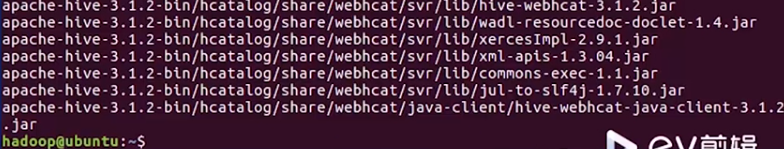 apache-hive-3.1.2-bin/hcatalog/share/webhcat/svr/lib/hive-webhcat-3.1.2.jar
apache-hive-3.1.2-bin/hcatalog/share/webhcat/svr/lib/wadl-resourcedoc-doclet-1.4.jar
apache-hive-3.1.2-bin/hcatalog/share/webhcat/svr/lib/xercesImpl-2.9.1.jar
apache-hive-3.1.2-bin/hcatalog/share/webhcat/svr/lib/xml-apis-1.3.04.jar
apache-hive-3.1.2-bin/hcatalog/share/webhcat/svr/lib/commons-exec-1.1.jar
apache-hive-3.1.2-bin/hcatalog/share/webhcat/svr/lib/jul-to-slf4j-1.7.10.jar
apache-hive-3.1.2-bin/hcatalog/share/webhcat/java-client/hive-webhcat-java-client-3.1.2
.jar
hadoop@ubuntu:~$
EV剪辑